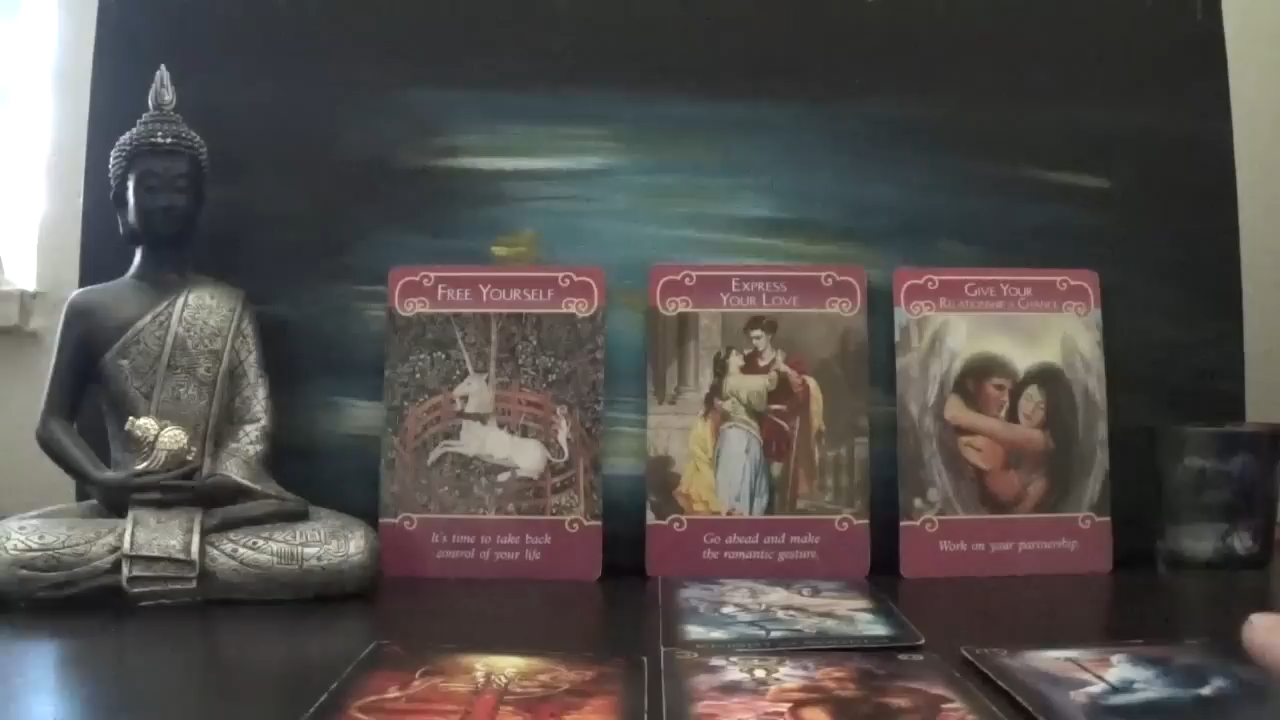 FREE YOURSELF
It's time to take back
control of your life
EXPRESS
YOUR LOVE
Go ahead and make
the romantic gesture.
GIVE YOUR
RELATIONSHIP A CHANCE
Work on your partnership.